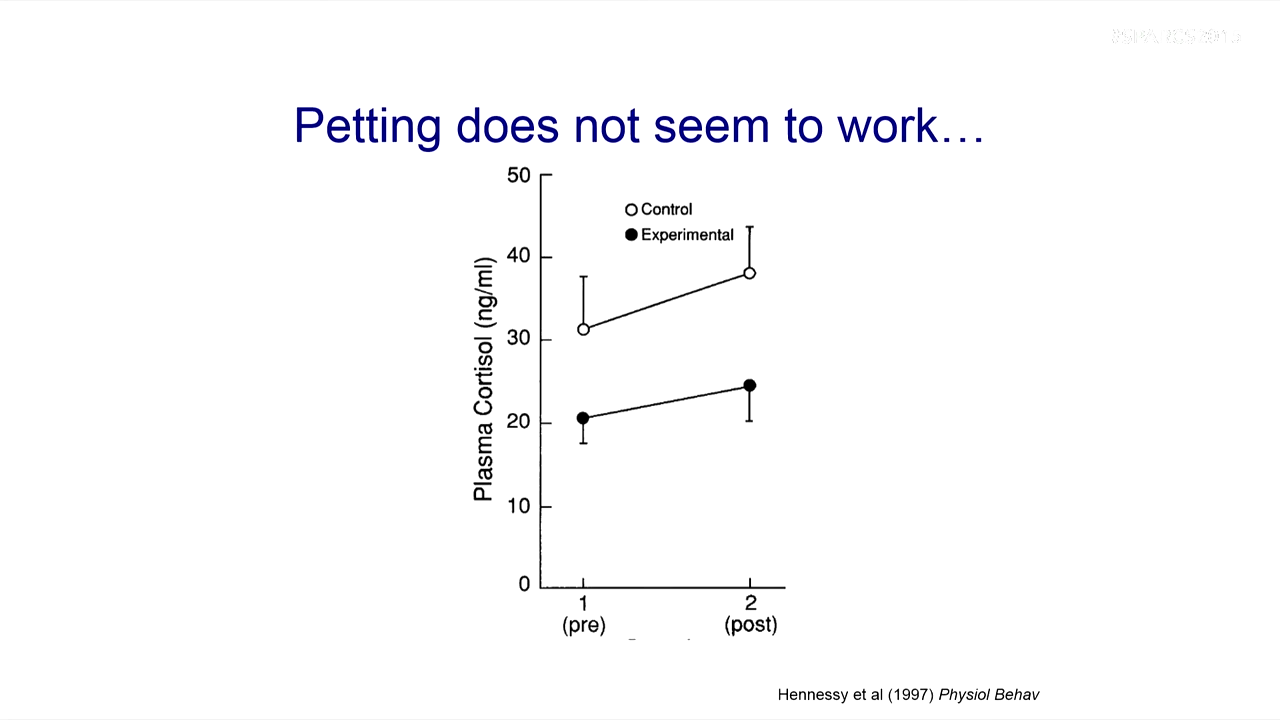 Petting does not seem to work…
50
Control
Experimental
40
30
20
10
0
Plasma Cortisol (ng/ml)
1
2
(pre)
(post)
Hennessy et al (1997) Physiol Behav